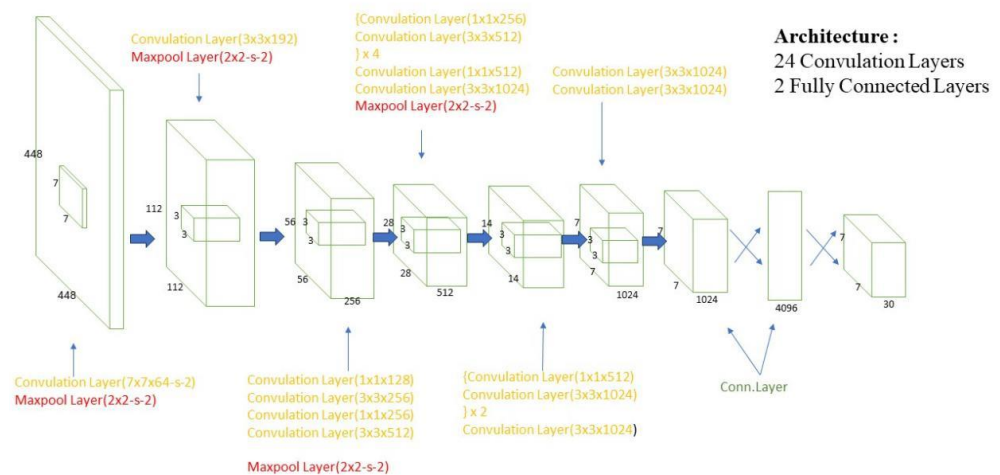 Convulation Layer(3x3x192)
Maxpool Layer(2x2-s-2)
{Convulation Layer(1x1x256)
Convulation Layer(3x3x512)
} x 4
Convulation Layer(1x1x512)
Convulation Layer(3x3x1024)
Maxpool Layer(2x2-s-2)
Convulation Layer(3x3x1024)
Convulation Layer(3x3x1024)
Architecture :
24 Convulation Layers
2 Fully Connected Layers
448
7
7
448
112
3
3
112
56
3
3
56
256
28
3
3
28
512
14
3
3
14
7
3
3
7
1024
7
7
1024
4096
7
7
30
Convulation Layer(7x7x64-s-2)
Maxpool Layer(2x2-s-2)
Convulation Layer(1x1x128)
Convulation Layer(3x3x256)
Convulation Layer(1x1x256)
Convulation Layer(3x3x512)
Maxpool Layer(2x2-s-2)
{Convulation Layer(1x1x512)
Convulation Layer(3x3x1024)
} x 2
Convulation Layer(3x3x1024)
Conn.Layer